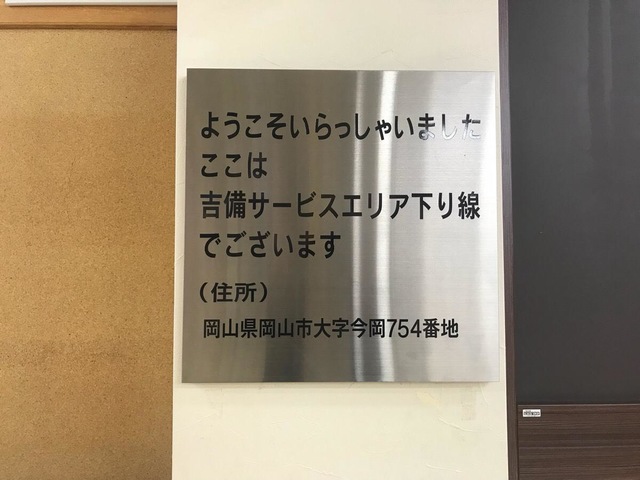 ようこそいらっしゃいました
ここは
吉備サービスエリア下り線
でございます
（住所）
岡山県岡山市大字今岡754番地